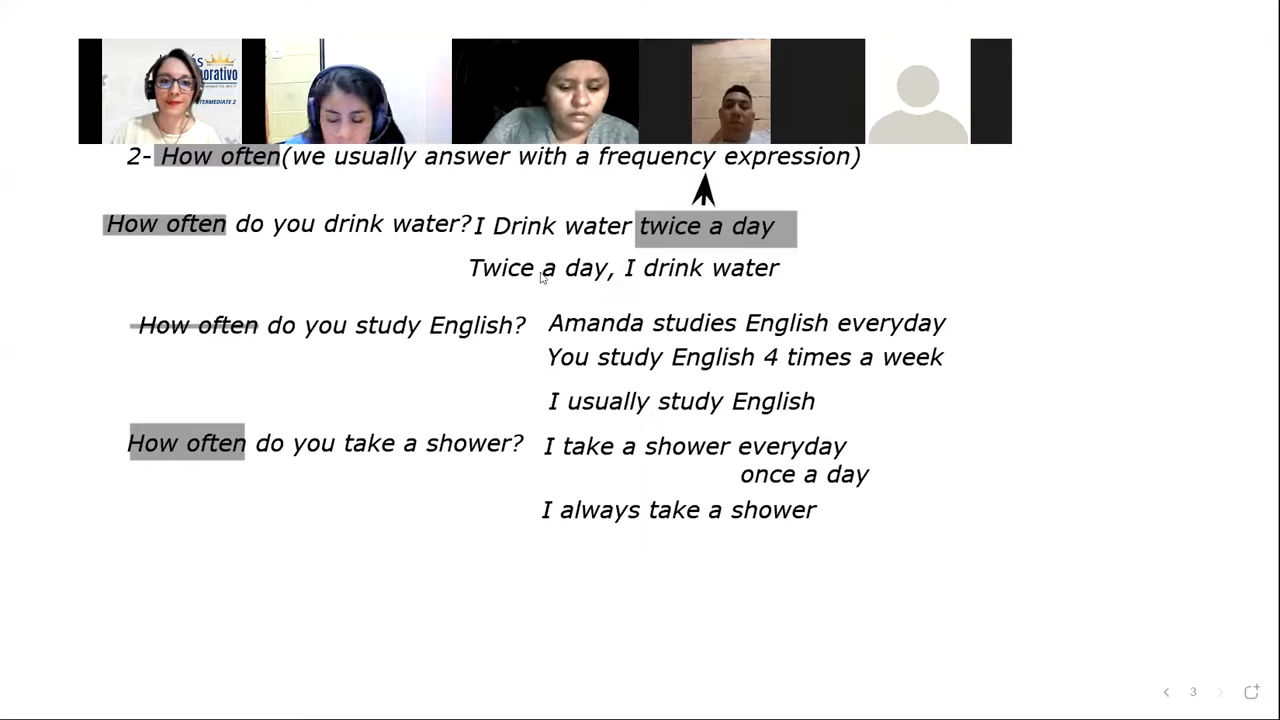 orativo
INTERMEDIATE 2
2- How often(we usually answer with a frequency expression)
How often do you drink water? I Drink water twice a day
Twice a day, I drink water
How often do you study English? Amanda studies English everyday
You study English 4 times a week
I usually study English
How often do you take a shower? I take a shower everyday
once a day
I always take a shower
3